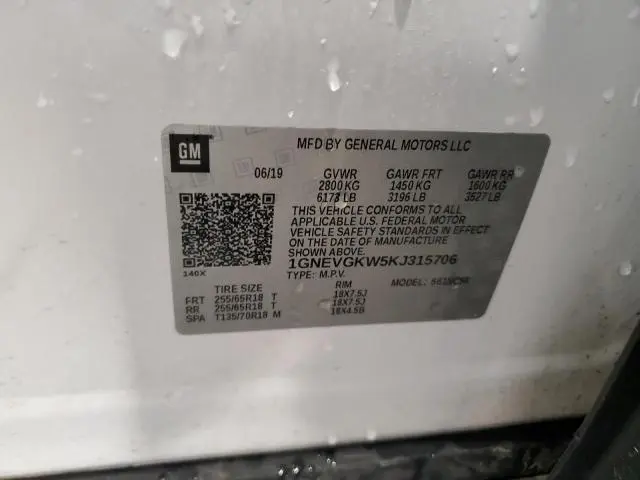 GM
MFD BY GENERAL MOTORS LLC
06/19 GVWR GAWR FRT GAWR RR
2800 KG 1450 KG 1600 KG
6173 LB 3196 LB 3527 LB
THIS VEHICLE CONFORMS TO ALL
APPLICABLE U.S. FEDERAL MOTOR
VEHICLE SAFETY STANDARDS IN EFFECT
ON THE DATE OF MANUFACTURE
SHOWN ABOVE.
1GNEVGKW5KJ315706
140X
TYPE: M.P.V. MODEL:
TIRE SIZE RIM
FRT 255/65R18 T 18X7.5J
RR 255/65R18 T 18X7.5J
SPA T135/70R18 M 18X4.5B